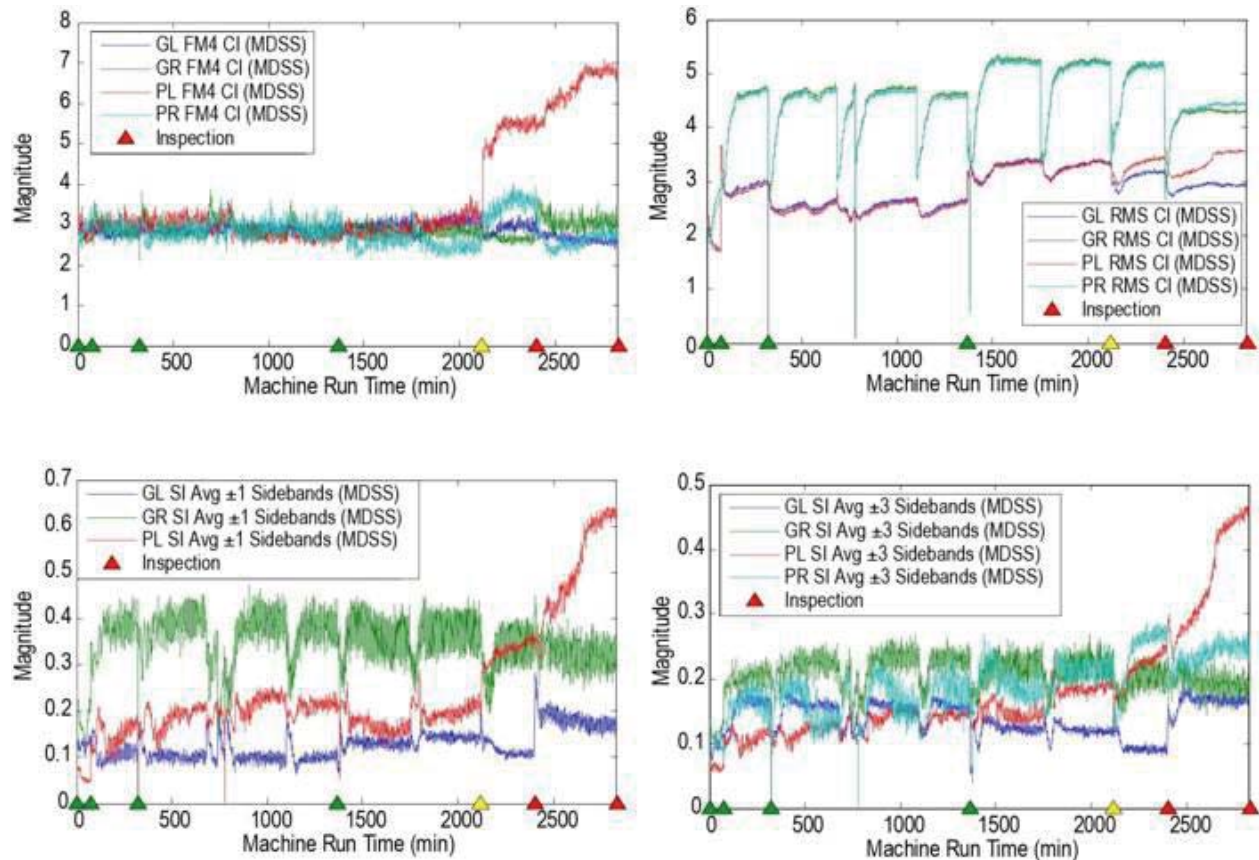 8
7
6
5
4
3
2
1
0
Magnitude
GL FM4 CI (MDSS)
GR FM4 CI (MDSS)
PL FM4 CI (MDSS)
PR FM4 CI (MDSS)
Inspection
0 500 1000 1500 2000 2500
Machine Run Time (min)
6
5
4
3
2
1
0
Magnitude
GL RMS CI (MDSS)
GR RMS CI (MDSS)
PL RMS CI (MDSS)
PR RMS CI (MDSS)
Inspection
0 500 1000 1500 2000 2500
Machine Run Time (min)
0.7
0.6
0.5
0.4
0.3
0.2
0.1
0
Magnitude
GL SI Avg ±1 Sidebands (MDSS)
GR SI Avg ±1 Sidebands (MDSS)
PL SI Avg ±1 Sidebands (MDSS)
Inspection
0 500 1000 1500 2000 2500
Machine Run Time (min)
0.5
0.4
0.3
0.2
0.1
0
Magnitude
GL SI Avg ±3 Sidebands (MDSS)
GR SI Avg ±3 Sidebands (MDSS)
PL SI Avg ±3 Sidebands (MDSS)
PR SI Avg ±3 Sidebands (MDSS)
Inspection
0 500 1000 1500 2000 2500
Machine Run Time (min)